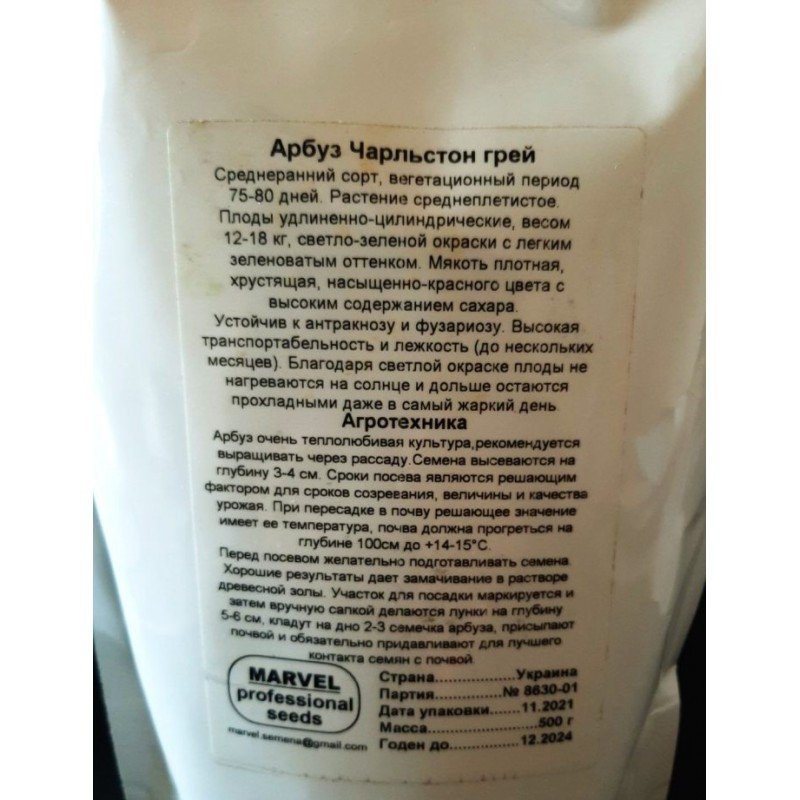 Арбуз Чарльстон грей
Среднеранний сорт, вегетационный период
75-80 дней. Растение среднеплетистое.
Плоды удлиненно-цилиндрические, весом
12-18 кг, светло-зеленой окраски с легким
зеленоватым оттенком. Мякоть плотная,
хрустящая, насыщенно-красного цвета с
высоким содержанием сахара.
Устойчив к антракнозу и фузариозу. Высокая
транспортабельность и лежкость (до нескольких
месяцев). Благодаря светлой окраске плоды не
нагреваются на солнце и дольше остаются
прохладными даже в самый жаркий день.
Агротехника
Арбуз очень теплолюбивая культура,рекомендуется
выращивать через рассаду.Семена высеваются на
глубину 3-4 см. Сроки посева являются решающим
фактором для сроков созревания, величины и качества
урожая. При пересадке в почву решающее значение
имеет ее температура, почва должна прогреться на
глубине 100см до +14-15°С.
Перед посевом желательно подготавливать семена.
Хорошие результаты дает замачивание в растворе
древесной золы. Участок для посадки маркируется и
затем вручную сапкой делаются лунки на глубину
5-6 см, кладут на дно 2-3 семечка арбуза, присыпают
почвой и обязательно придавливают для лучшего
контакта семян с почвой.
MARVEL
professional
seeds
marvel.semena@gmail.com
Страна....................Украина
Партия................№ 8630-01
Дата упаковки......11.2021
Масса.......................500 г
Годен до...............12.2024